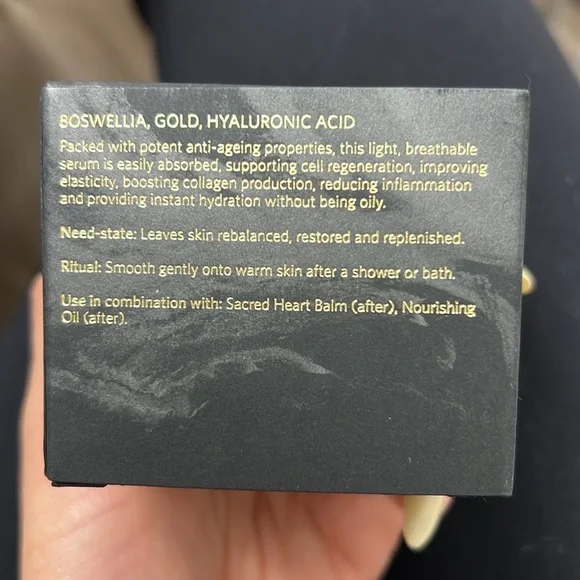 BOSWELLIA, GOLD, HYALURONIC ACID
Packed with potent anti-ageing properties, this light, breathable
serum is easily absorbed, supporting cell regeneration, improving
elasticity, boosting collagen production, reducing inflammation
and providing instant hydration without being oily.
Need-state: Leaves skin rebalanced, restored and replenished.
Ritual: Smooth gently onto warm skin after a shower or bath.
Use in combination with: Sacred Heart Balm (after), Nourishing
Oil (after).